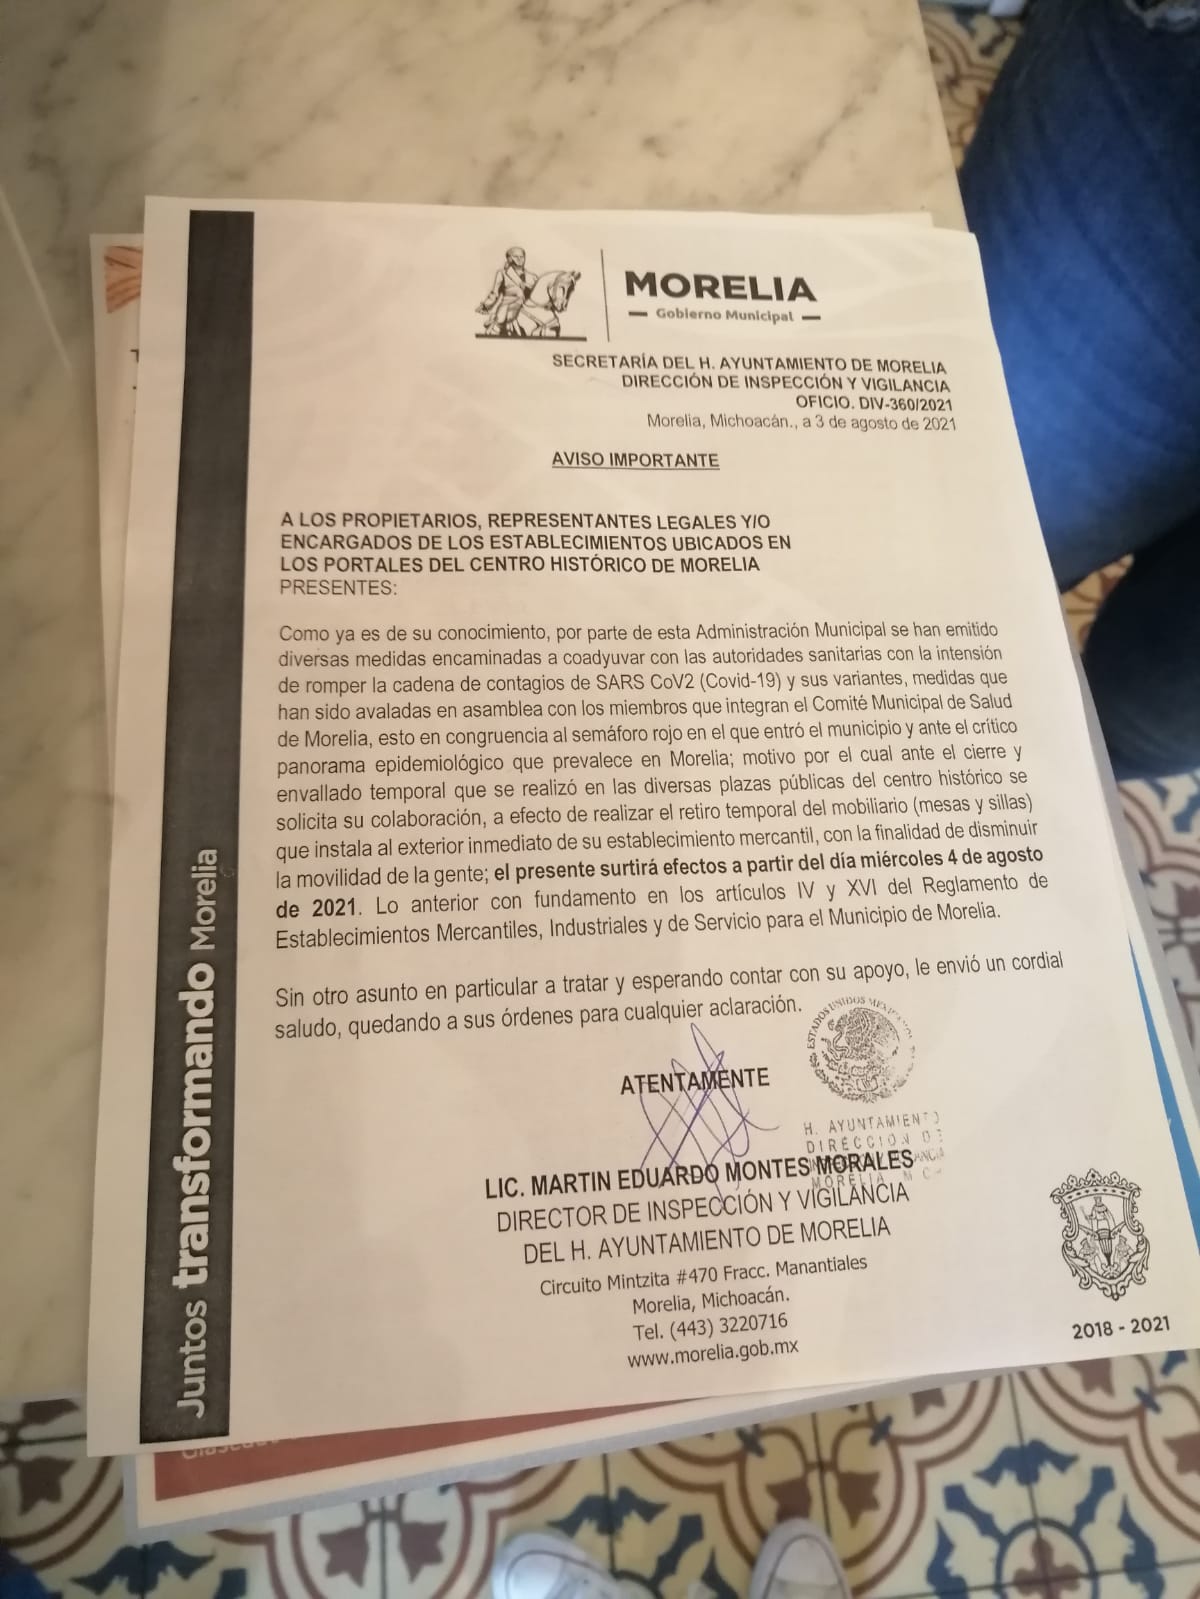 MORELIA
Gobierno Municipal
SECRETARÍA DEL H. AYUNTAMIENTO DE MORELIA
DIRECCIÓN DE INSPECCIÓN Y VIGILANCIA
OFICIO. DIV-360/2021
Morelia, Michoacán., a 3 de agosto de 2021
AVISO IMPORTANTE
A LOS PROPIETARIOS, REPRESENTANTES LEGALES Y/O
ENCARGADOS DE LOS ESTABLECIMIENTOS UBICADOS EN
LOS PORTALES DEL CENTRO HISTÓRICO DE MORELIA
PRESENTES:
Como ya es de su conocimiento, por parte de esta Administración Municipal se han emitido
diversas medidas encaminadas a coadyuvar con las autoridades sanitarias con la intensión
de romper la cadena de contagios de SARS CoV2 (Covid-19) y sus variantes, medidas que
han sido avaladas en asamblea con los miembros que integran el Comité Municipal de Salud
de Morelia, esto en congruencia al semáforo rojo en el que entró el municipio y ante el crítico
panorama epidemiológico que prevalece en Morelia; motivo por el cual ante el cierre y
envallado temporal que se realizó en las diversas plazas públicas del centro histórico se
solicita su colaboración, a efecto de realizar el retiro temporal del mobiliario (mesas y sillas)
que instala al exterior inmediato de su establecimiento mercantil, con la finalidad de disminuir
la movilidad de la gente; el presente surtirá efectos a partir del día miércoles 4 de agosto
de 2021. Lo anterior con fundamento en los artículos IV y XVI del Reglamento de
Establecimientos Mercantiles, Industriales y de Servicio para el Municipio de Morelia.
Sin otro asunto en particular a tratar y esperando contar con su apoyo, le envió un cordial
saludo, quedando a sus órdenes para cualquier aclaración.
ATENTAMENTE
ESTADOS UNIDOS
H. AYUNTAMIENTO
DIRECCION DE
MORELIA
LIC. MARTIN EDUARDO MONTES MORALES
DIRECTOR DE INSPECCIÓN Y VIGILANCIA
DEL H. AYUNTAMIENTO DE MORELIA
Circuito Mintzita #470 Fracc. Manantiales
Morelia, Michoacán.
Tel. (443) 3220716
www.morelia.gob.mx
2018 - 2021
Juntos transformando Morelia